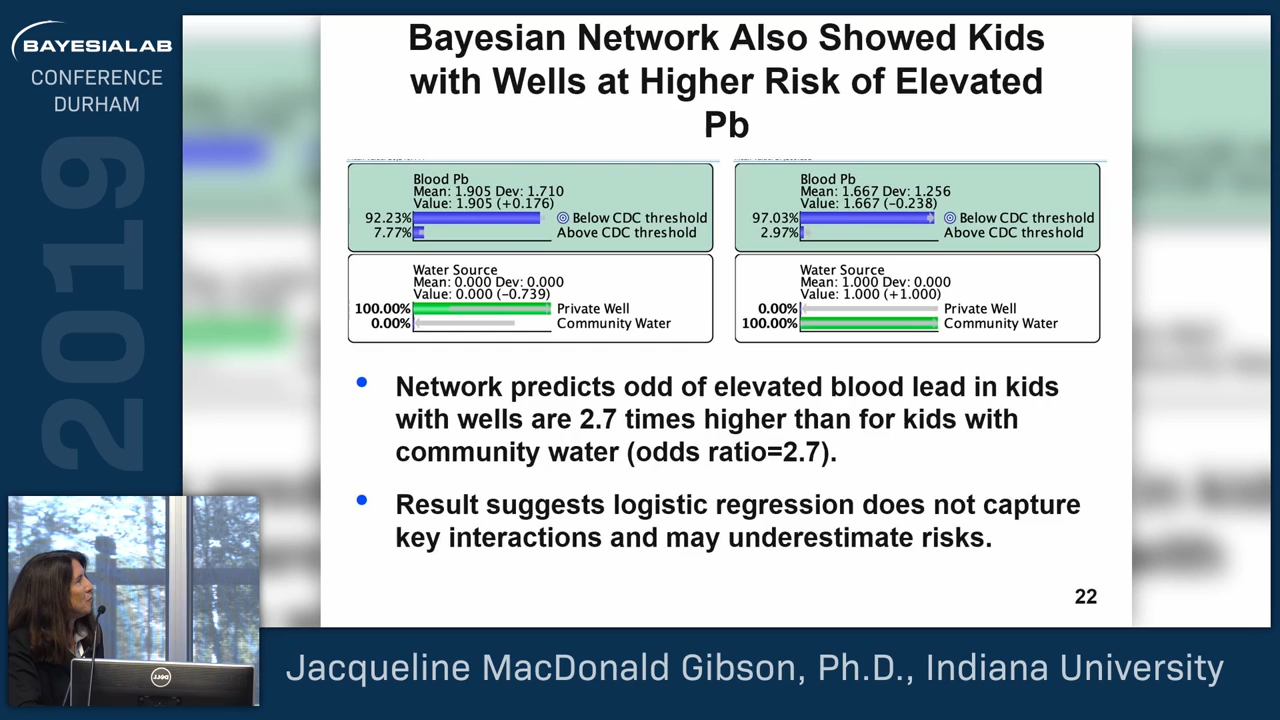 BAYESIALAB
CONFERENCE
DURHAM
2019
Bayesian Network Also Showed Kids
with Wells at Higher Risk of Elevated
Pb
Blood Pb
Mean: 1.905 Dev: 1.710
Value: 1.905 (+0.176)
92.23% Below CDC threshold
7.77% Above CDC threshold
Water Source
Mean: 0.000 Dev: 0.000
Value: 0.000 (−0.739)
100.00% Private Well
0.00% Community Water
Blood Pb
Mean: 1.667 Dev: 1.256
Value: 1.667 (−0.238)
97.03% Below CDC threshold
2.97% Above CDC threshold
Water Source
Mean: 1.000 Dev: 0.000
Value: 1.000 (+1.000)
0.00% Private Well
100.00% Community Water
• Network predicts odd of elevated blood lead in kids
with wells are 2.7 times higher than for kids with
community water (odds ratio=2.7).
• Result suggests logistic regression does not capture
key interactions and may underestimate risks.
22
DELL
Jacqueline MacDonald Gibson, Ph.D., Indiana University